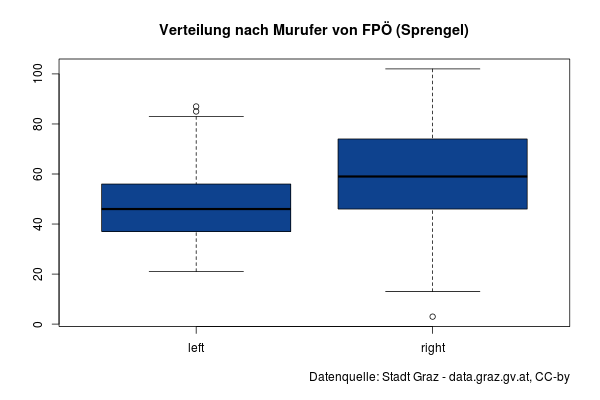 Verteilung nach Murufer von FPÖ (Sprengel)
100
80
60
40
20
0
left right
Datenquelle: Stadt Graz - data.graz.gv.at, CC-by